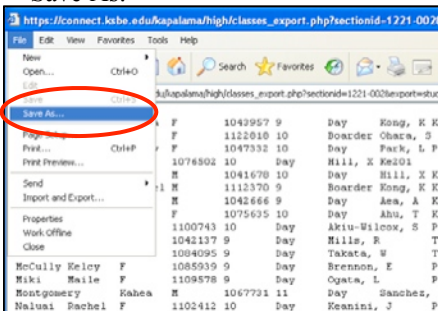 Save As.
https://connect.ksbe.edu/kapalama/high/classes_export.php?sectionid-1221-002
File Edit View Favorites Tools Help
New
Open... Ctrl+O
Search Favorites
Edit
Save Ctrl+S
du/kapalama/high/classes_export.php?sectionid=1221-002&export=stu
Save As...
F 1043957 9 Day Kong, K K
Page Setup...
F 1122018 10 Boarder Ohara, S
Print... Ctrl+P
F 1047332 10 Day Park, L P
Print Preview...
1076502 10 Day Hill, X Ke201
M 1041670 10 Day Hill, X K
Send
M 1112370 9 Boarder Kong, K K
Import and Export...
M 1042666 9 Day Aea, A K
F 1075635 10 Day Ahu, T K
Properties
1100743 10 Day Akiu-Wilcox, S P
Work Offline
1042137 9 Day Mills, R T
Close
1084095 9 Day Takata, W T
McCully Kelcy F 1085939 9 Day Brennon, E P
Miki Maile F 1109578 9 Day Ogata, L P
Montgomery Kahea M 1067731 11 Day Sanchez,
Naluai Rachel F 1102412 10 Day Keanini, J P